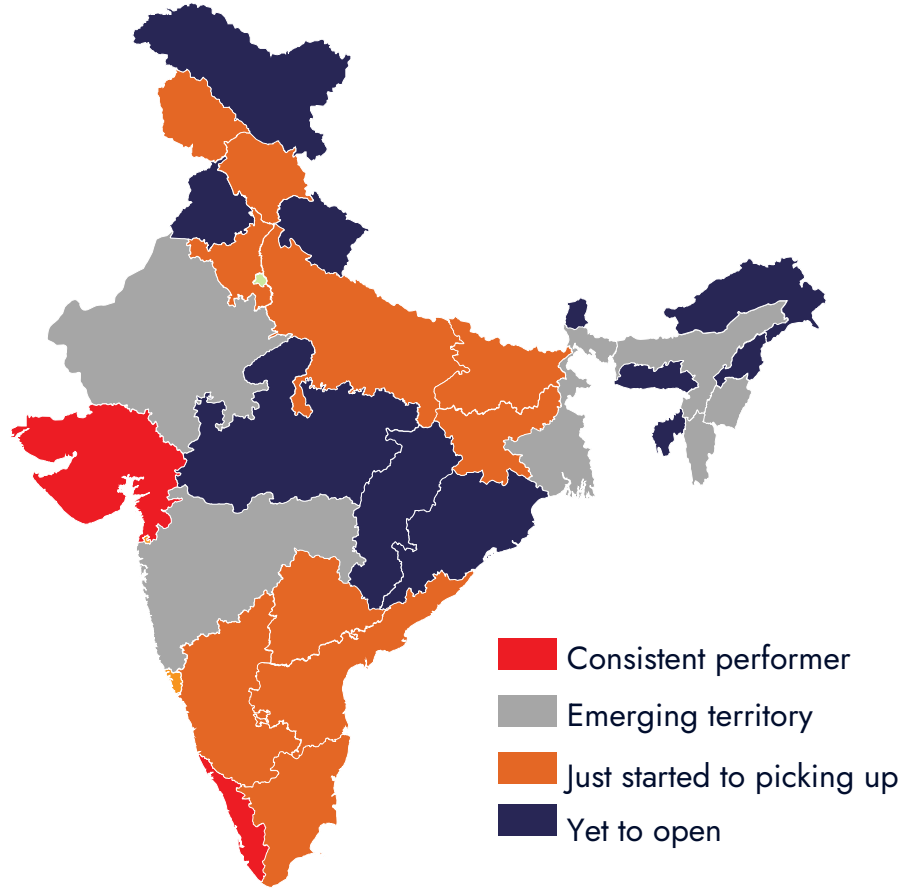 Consistent performer
Emerging territory
Just started to picking up
Yet to open